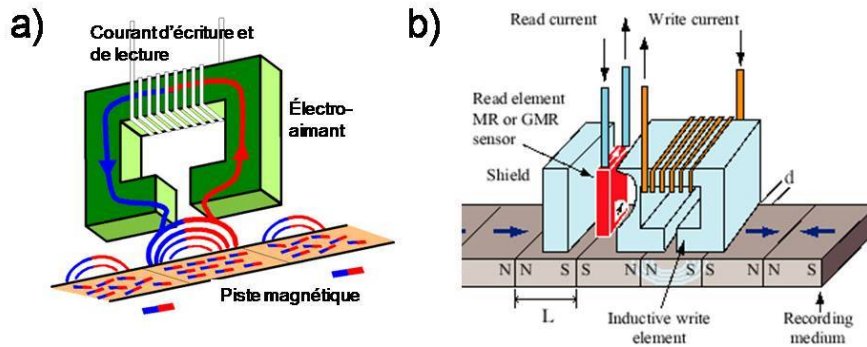 a)
Courant d'écriture et
de lecture
Électro-
aimant
Piste magnétique
b)
Read current
Write current
Read element
MR or GMR
sensor
Shield
d
N N S S N N S S N N S
L
Inductive write
element
Recording
medium